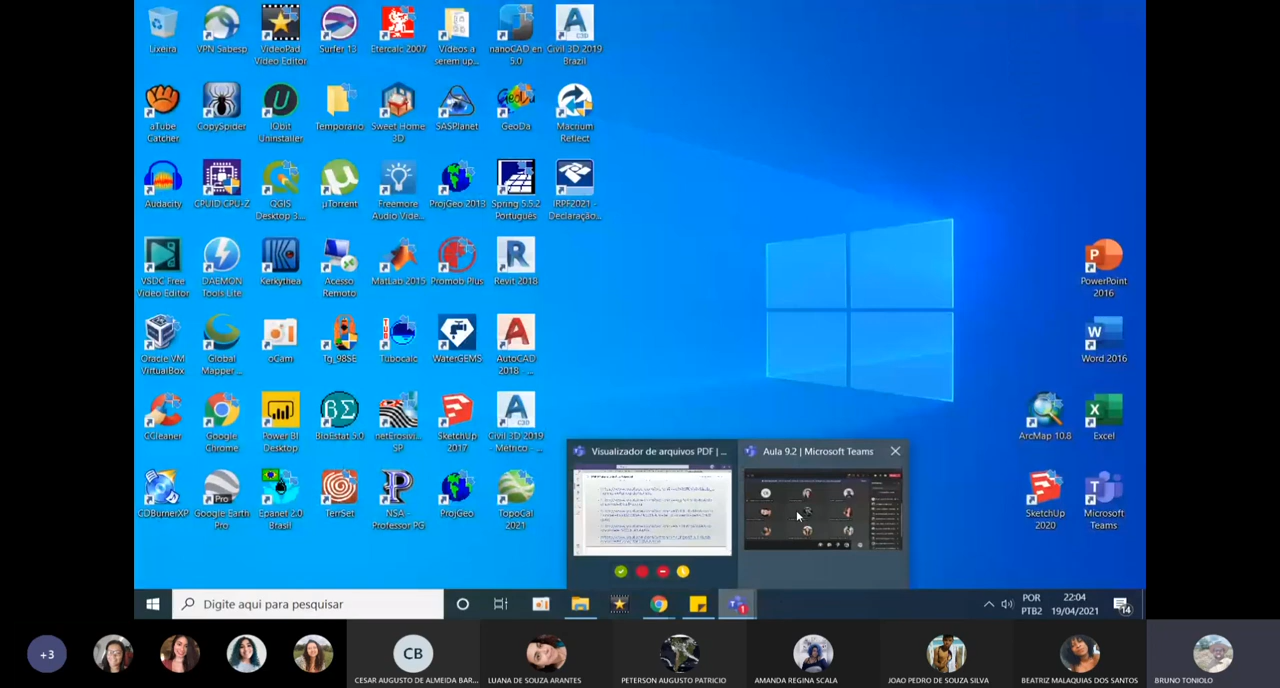 Lixeira
VPN Sabesp
VideoPad
Video Editor
Surfer 13
Etercalc 2007
Vídeos a
serem up...
nanoCAD en
5.0
Civil 3D 2019
Brazil
aTube
Catcher
CopySpider
IObit
Uninstaller
Temporario
Sweet Home
3D
SASPlanet
GeoDa
Macrium
Reflect
Audacity
CPUID CPU-Z
QGIS
Desktop 3...
µTorrent
Freemore
Audio Vide...
ProjGeo 2013
Spring 5.5.2
Português
IRPF2021 -
Declaração...
VSDC Free
Video Editor
DAEMON
Tools Lite
Kerkythea
Acesso
Remoto
MatLab 2015
Promob Plus
Revit 2018
PowerPoint
2016
Oracle VM
VirtualBox
Global
Mapper ...
oCam
Tg_98SE
Tubocalc
WaterGEMS
AutoCAD
2018 - ...
Word 2016
CCleaner
Google
Chrome
Power BI
Desktop
BioEstat 5.0
netErosivi...
SP
SketchUp
2017
Civil 3D 2019
- Métrico - ...
ArcMap 10.8
Excel
CDBurnerXP
Google Earth
Pro
Epanet 2.0
Brasil
TerrSet
NSA -
Professor PG
ProjGeo
TopoCal
2021
SketchUp
2020
Microsoft
Teams
Visualizador de arquivos PDF | ...
Aula 9.2 | Microsoft Teams
Digite aqui para pesquisar
POR
PTB2
22:04
19/04/2021
14
+3
CB
CESAR AUGUSTO DE ALMEIDA BAR...
LUANA DE SOUZA ARANTES
PETERSON AUGUSTO PATRICIO
AMANDA REGINA SCALA
JOAO PEDRO DE SOUZA SILVA
BEATRIZ MALAQUIAS DOS SANTOS
BRUNO TONIOLO